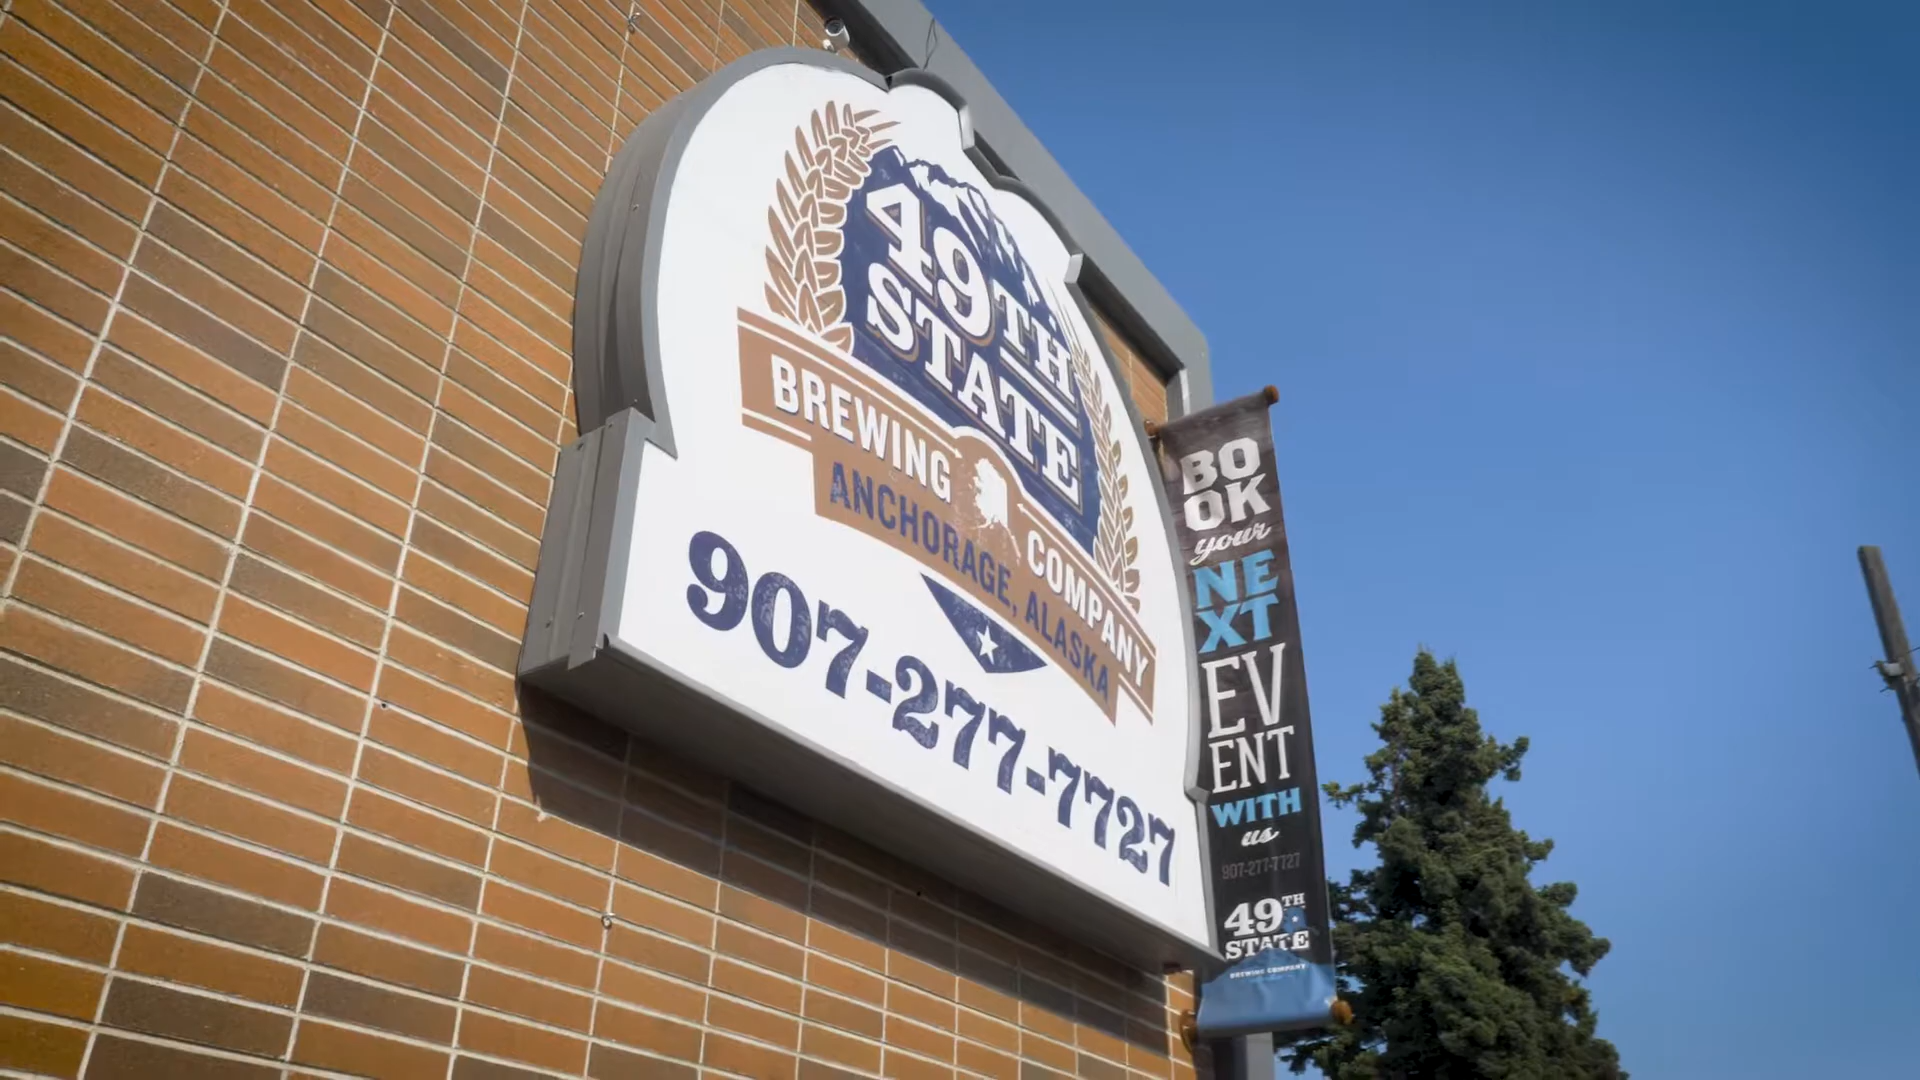 49TH
STATE
BREWING COMPANY
ANCHORAGE, ALASKA
907-277-7727
BO
OK
your
NE
XT
EV
ENT
WITH
us
907-277-7727
49TH
STATE
BREWING COMPANY